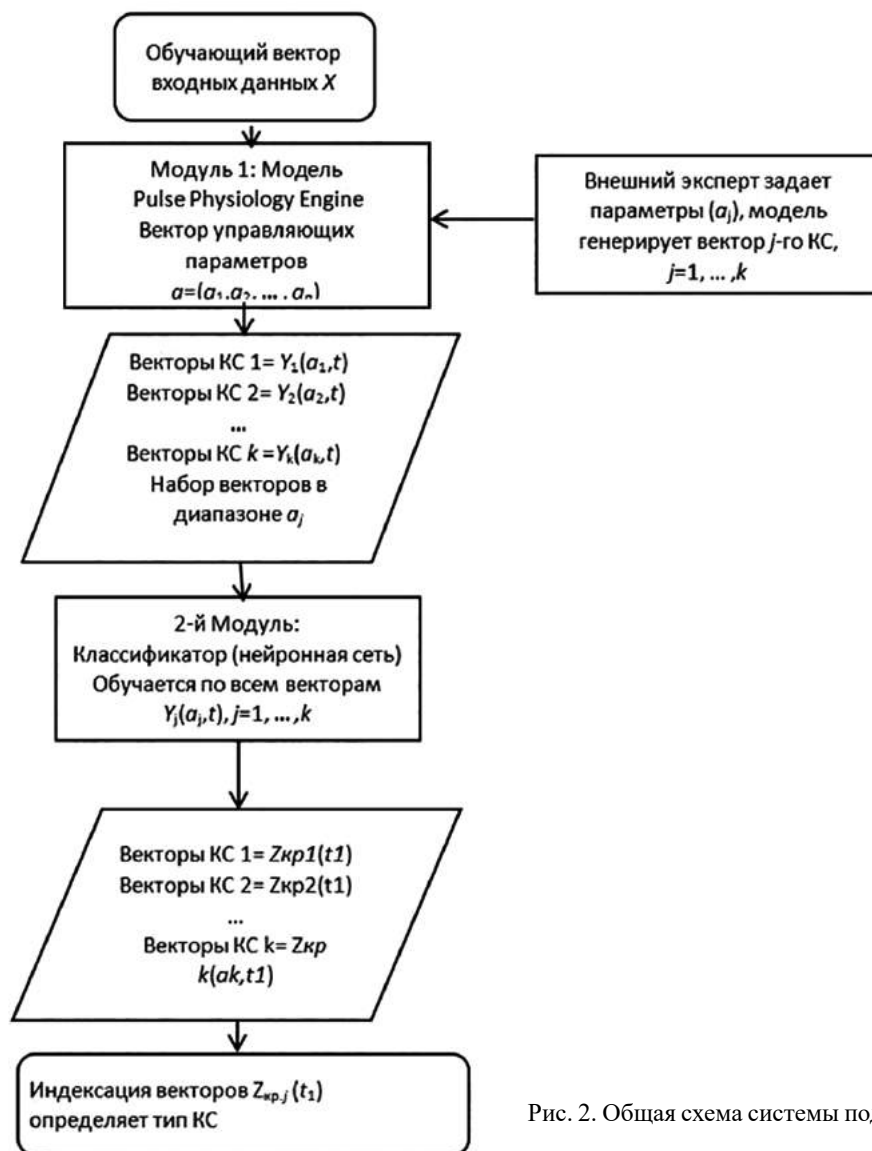 Обучающий вектор
входных данных X
Модуль 1: Модель
Pulse Physiology Engine
Вектор управляющих
параметров
a=(a₁,a₂, ... , aₙ)
Внешний эксперт задает
параметры (aⱼ), модель
генерирует вектор j-го КС,
j=1, ... ,k
Векторы КС 1= Y₁(a₁,t)
Векторы КС 2= Y₂(a₂,t)
...
Векторы КС k =Yₖ(aₖ,t)
Набор векторов в
диапазоне aⱼ
2-й Модуль:
Классификатор (нейронная сеть)
Обучается по всем векторам
Yⱼ(aⱼ,t), j=1, ... ,k
Векторы КС 1= Zкр1(t1)
Векторы КС 2= Zкр2(t1)
...
Векторы КС k= Zкр
k(ak,t1)
Индексация векторов Zкр.j (t₁)
определяет тип КС
Рис. 2. Общая схема системы